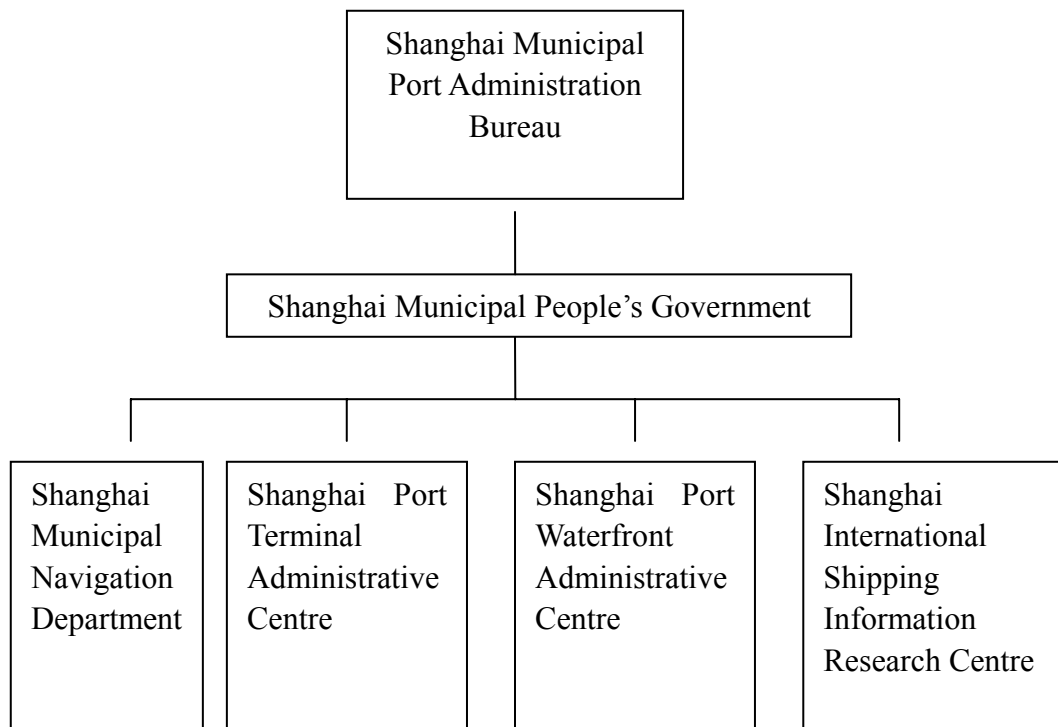 Shanghai Municipal
Port Administration
Bureau
Shanghai Municipal People’s Government
Shanghai
Municipal
Navigation
Department
Shanghai Port
Terminal
Administrative
Centre
Shanghai Port
Waterfront
Administrative
Centre
Shanghai
International
Shipping
Information
Research Centre